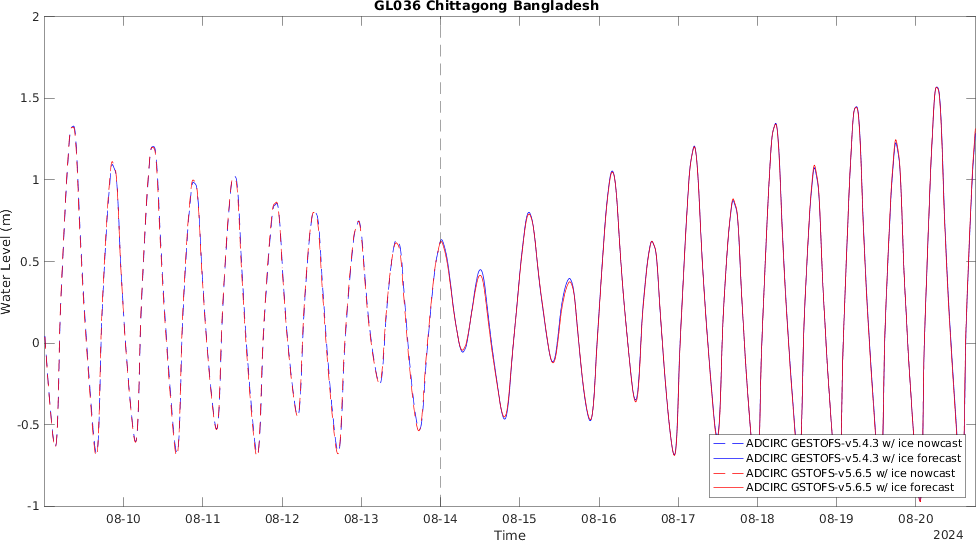 GL036 Chittagong Bangladesh
2
1.5
1
0.5
0
-0.5
-1
Water Level (m)
ADCIRC GESTOFS-v5.4.3 w/ ice nowcast
ADCIRC GESTOFS-v5.4.3 w/ ice forecast
ADCIRC GSTOFS-v5.6.5 w/ ice nowcast
ADCIRC GSTOFS-v5.6.5 w/ ice forecast
08-10 08-11 08-12 08-13 08-14 08-15 08-16 08-17 08-18 08-19 08-20
Time
2024